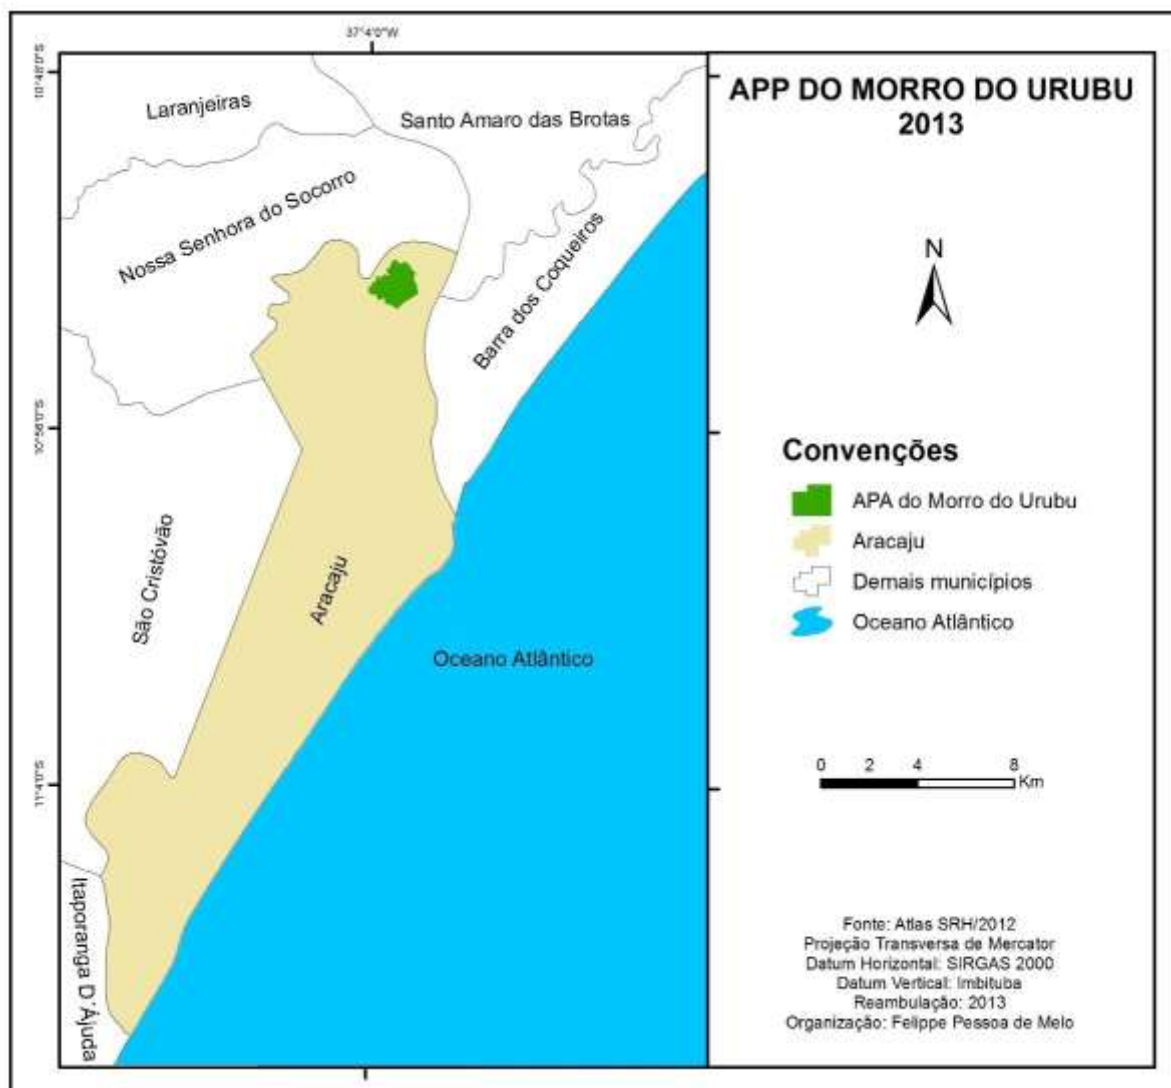 APP DO MORRO DO URUBU
2013
37°4'0"W
10°48'0"S
Laranjeiras
Santo Amaro das Brotas
Nossa Senhora do Socorro
Barra dos Coqueiros
N
10°56'0"S
Convenções
APA do Morro do Urubu
Aracaju
Demais municípios
Oceano Atlântico
São Cristóvão
Aracaju
Oceano Atlântico
11°4'0"S
0 2 4 8
Km
Itaporanga D´Ájuda
Fonte: Atlas SRH/2012
Projeção Transversa de Mercator
Datum Horizontal: SIRGAS 2000
Datum Vertical: Imbituba
Reambulação: 2013
Organização: Felippe Pessoa de Melo